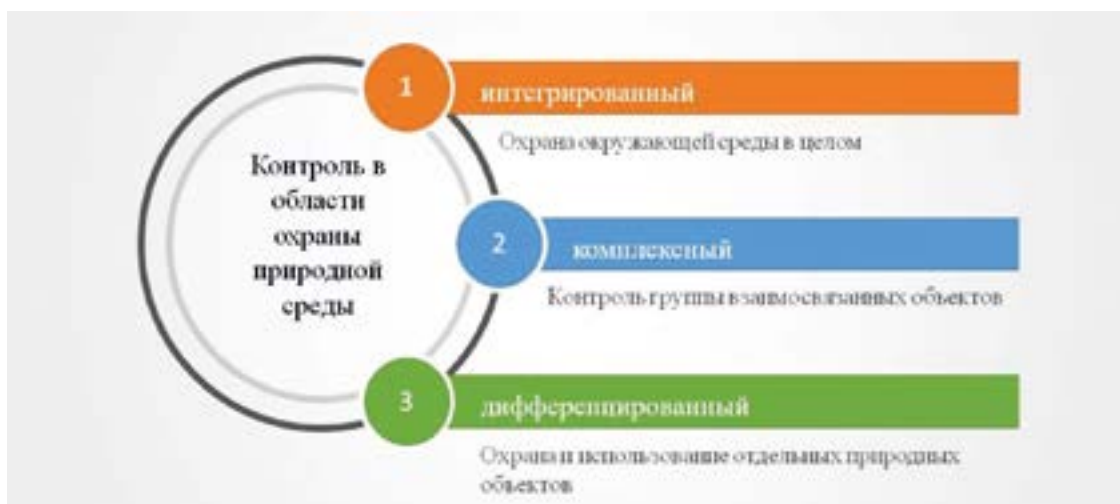 Контроль в
области
охраны
природной
среды
1
интегрированный
Охрана окружающей среды в целом
2
комплексный
Контроль группы взаимосвязанных объектов
3
дифференцированный
Охрана и использование отдельных природных
объектов